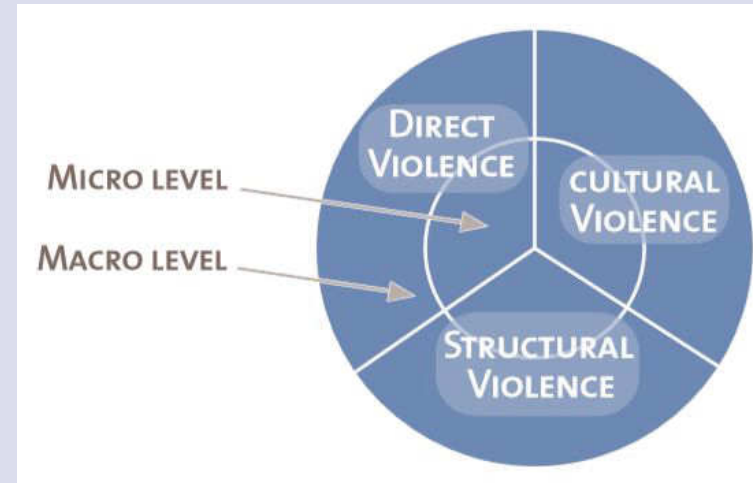 DIRECT
VIOLENCE
MICRO LEVEL
CULTURAL
VIOLENCE
MACRO LEVEL
STRUCTURAL
VIOLENCE